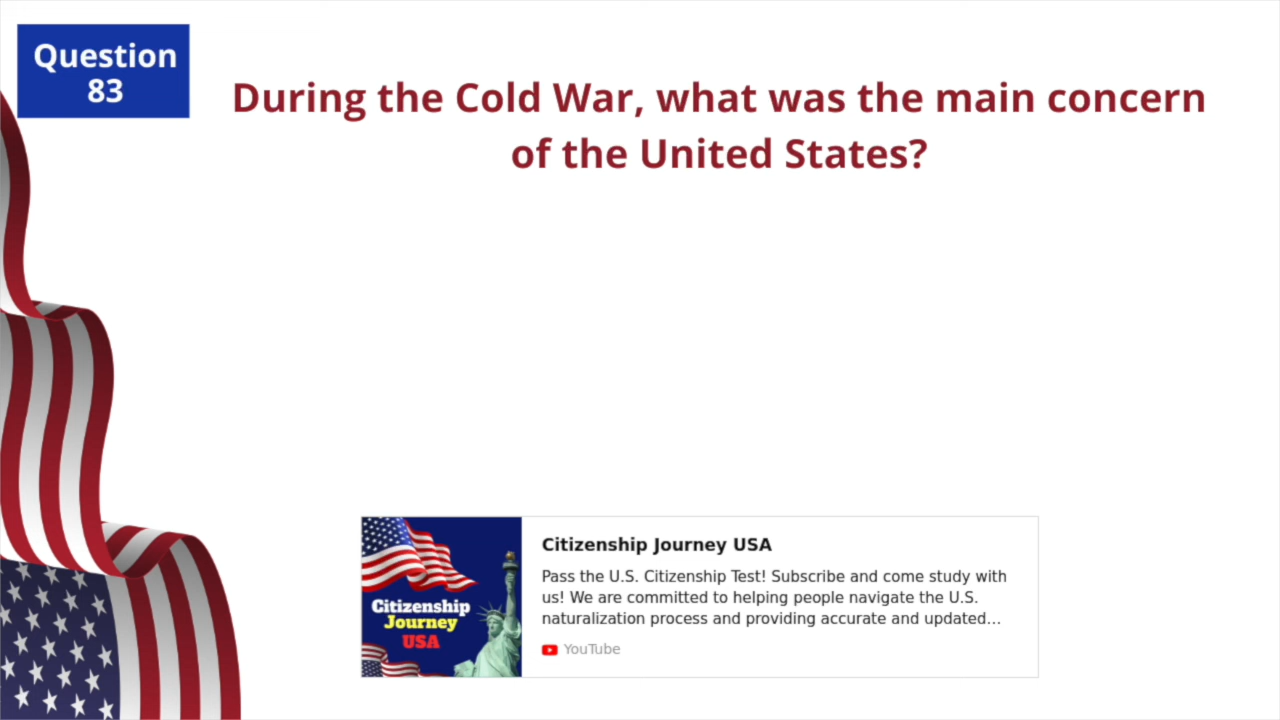 Question
83
During the Cold War, what was the main concern
of the United States?
Citizenship
Journey
USA
Citizenship Journey USA
Pass the U.S. Citizenship Test! Subscribe and come study with
us! We are committed to helping people navigate the U.S.
naturalization process and providing accurate and updated...
YouTube